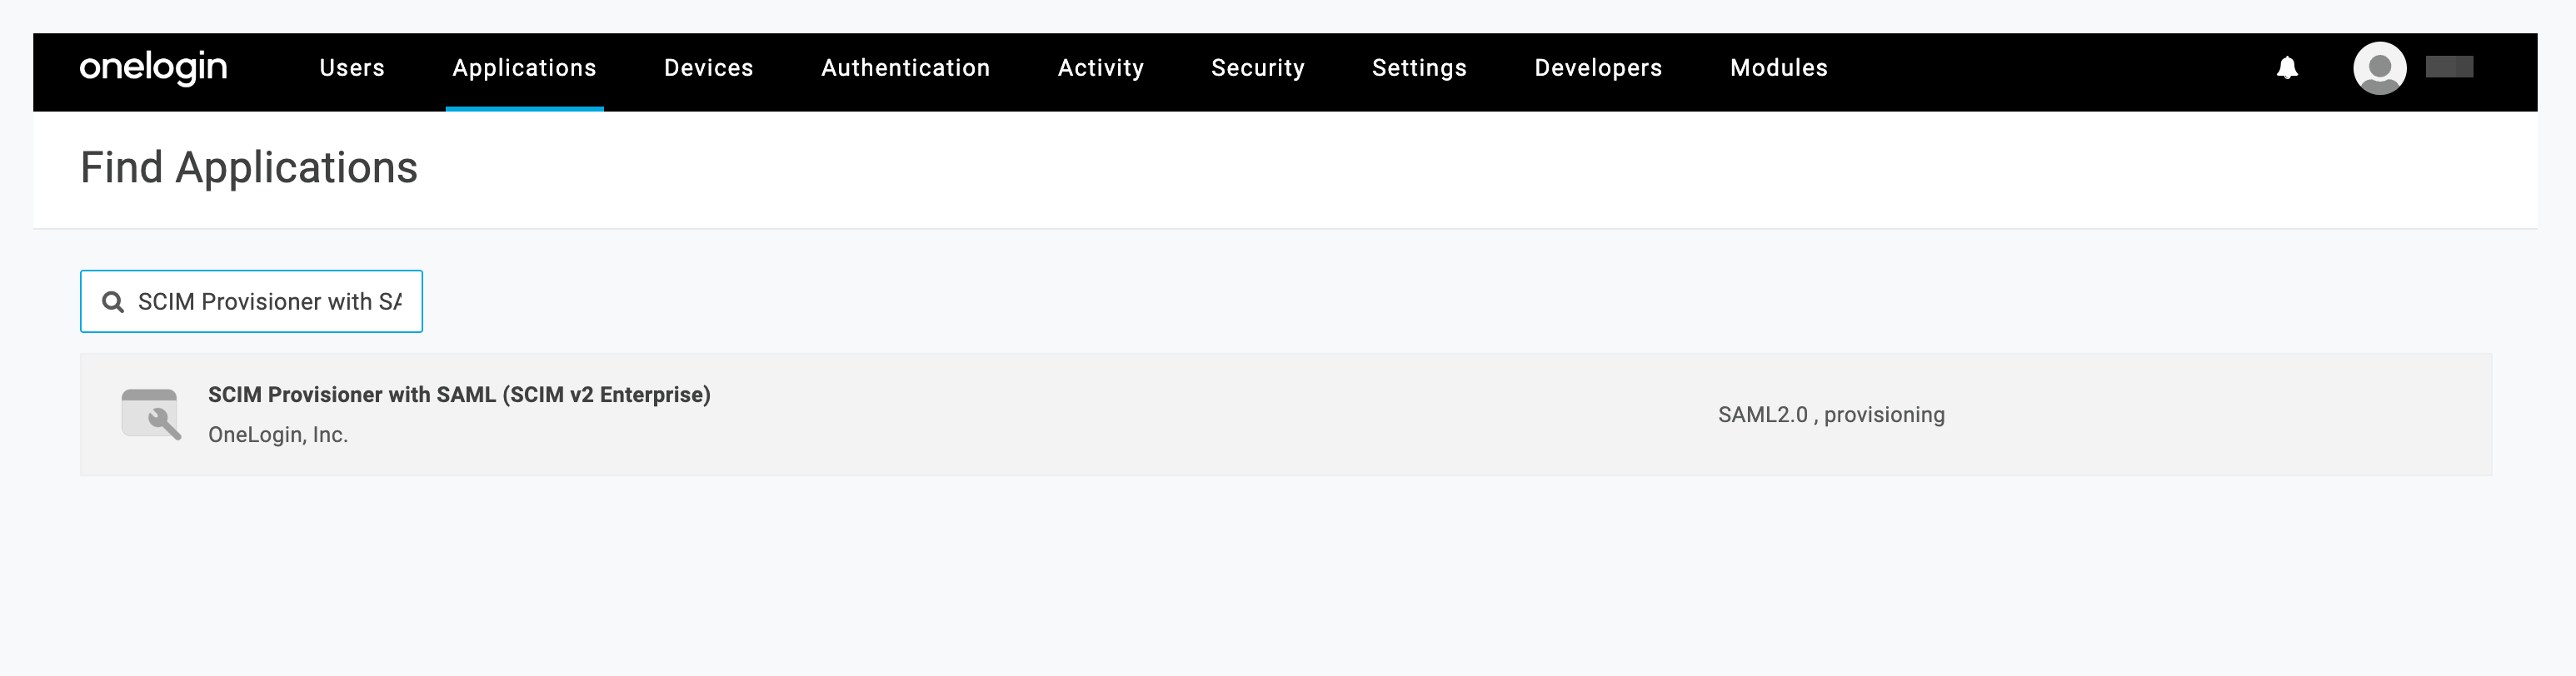 onelogin Users Applications Devices Authentication Activity Security Settings Developers Modules
Find Applications
SCIM Provisioner with SA
SCIM Provisioner with SAML (SCIM v2 Enterprise)
OneLogin, Inc.
SAML2.0 , provisioning